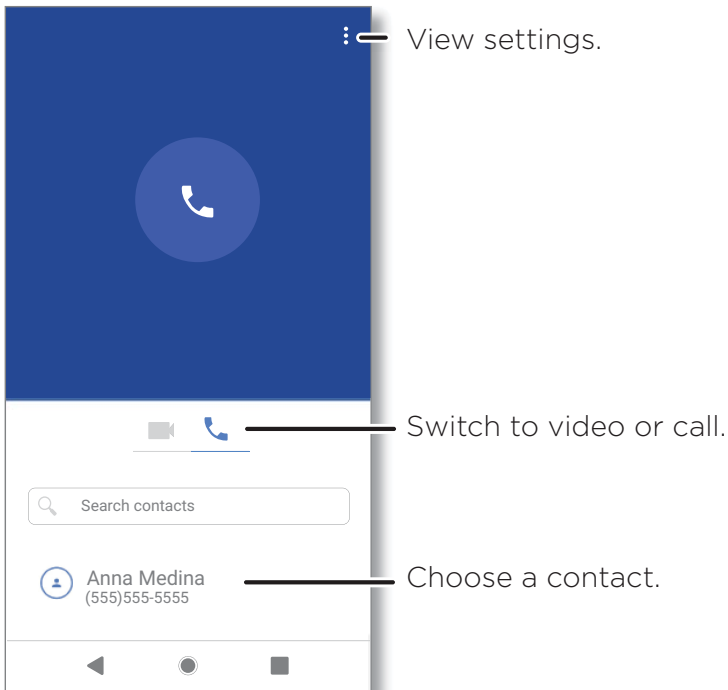 View settings.
Switch to video or call.
Search contacts
Anna Medina
(555)555-5555
Choose a contact.